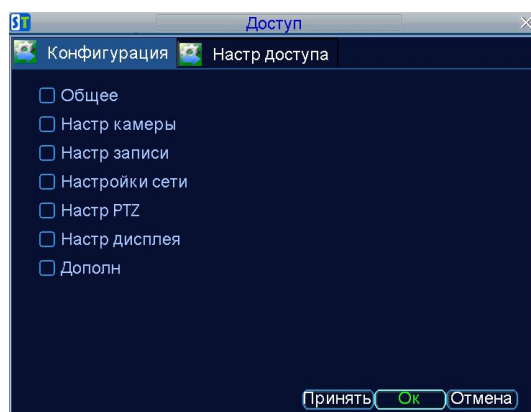 ST Доступ
Конфигурация Настр доступа
Общее
Настр камеры
Настр записи
Настройки сети
Настр PTZ
Настр дисплея
Дополн
Принять Ок Отмена